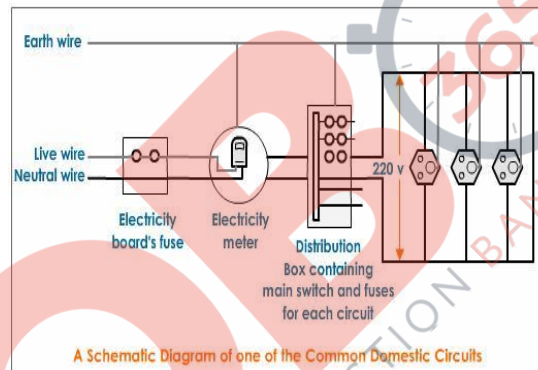 Earth wire
Live wire
Neutral wire
220 v
Electricity
board's fuse
Electricity
meter
Distribution
Box containing
main switch and fuses
for each circuit
A Schematic Diagram of one of the Common Domestic Circuits
365